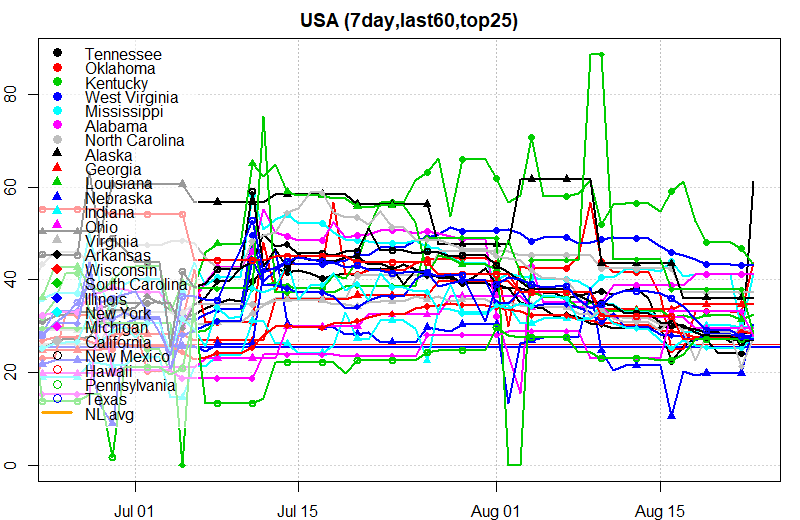 USA (7day,last60,top25)
80
60
40
20
0
Tennessee
Oklahoma
Kentucky
West Virginia
Mississippi
Alabama
North Carolina
Alaska
Georgia
Louisiana
Nebraska
Indiana
Ohio
Virginia
Arkansas
Wisconsin
South Carolina
Illinois
New York
Michigan
California
New Mexico
Hawaii
Pennsylvania
Texas
NL avg
Jul 01
Jul 15
Aug 01
Aug 15